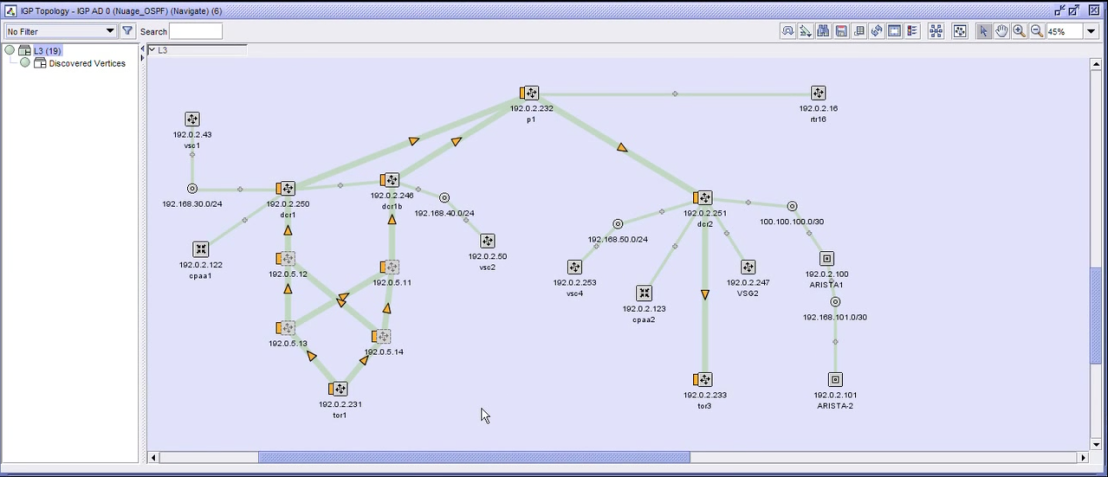 IGP Topology - IGP AD 0 (Nuage_OSPF) (Navigate) (6)
No Filter
Search
45%
L3 (19)
Discovered Vertices
L3
192.0.2.232
p1
192.0.2.16
rtr16
192.0.2.43
vsc1
192.168.30.0/24
192.0.2.250
dcr1
192.0.2.246
dcr1b
192.168.40.0/24
192.0.2.50
vsc2
192.0.2.122
cpaa1
192.0.5.12
192.0.5.11
192.0.5.13
192.0.5.14
192.0.2.231
tor1
192.0.2.251
dcr2
100.100.100.0/30
192.168.50.0/24
192.0.2.253
vsc4
192.0.2.123
cpaa2
192.0.2.247
VSG2
192.0.2.100
ARISTA1
192.168.101.0/30
192.0.2.233
tor3
192.0.2.101
ARISTA-2